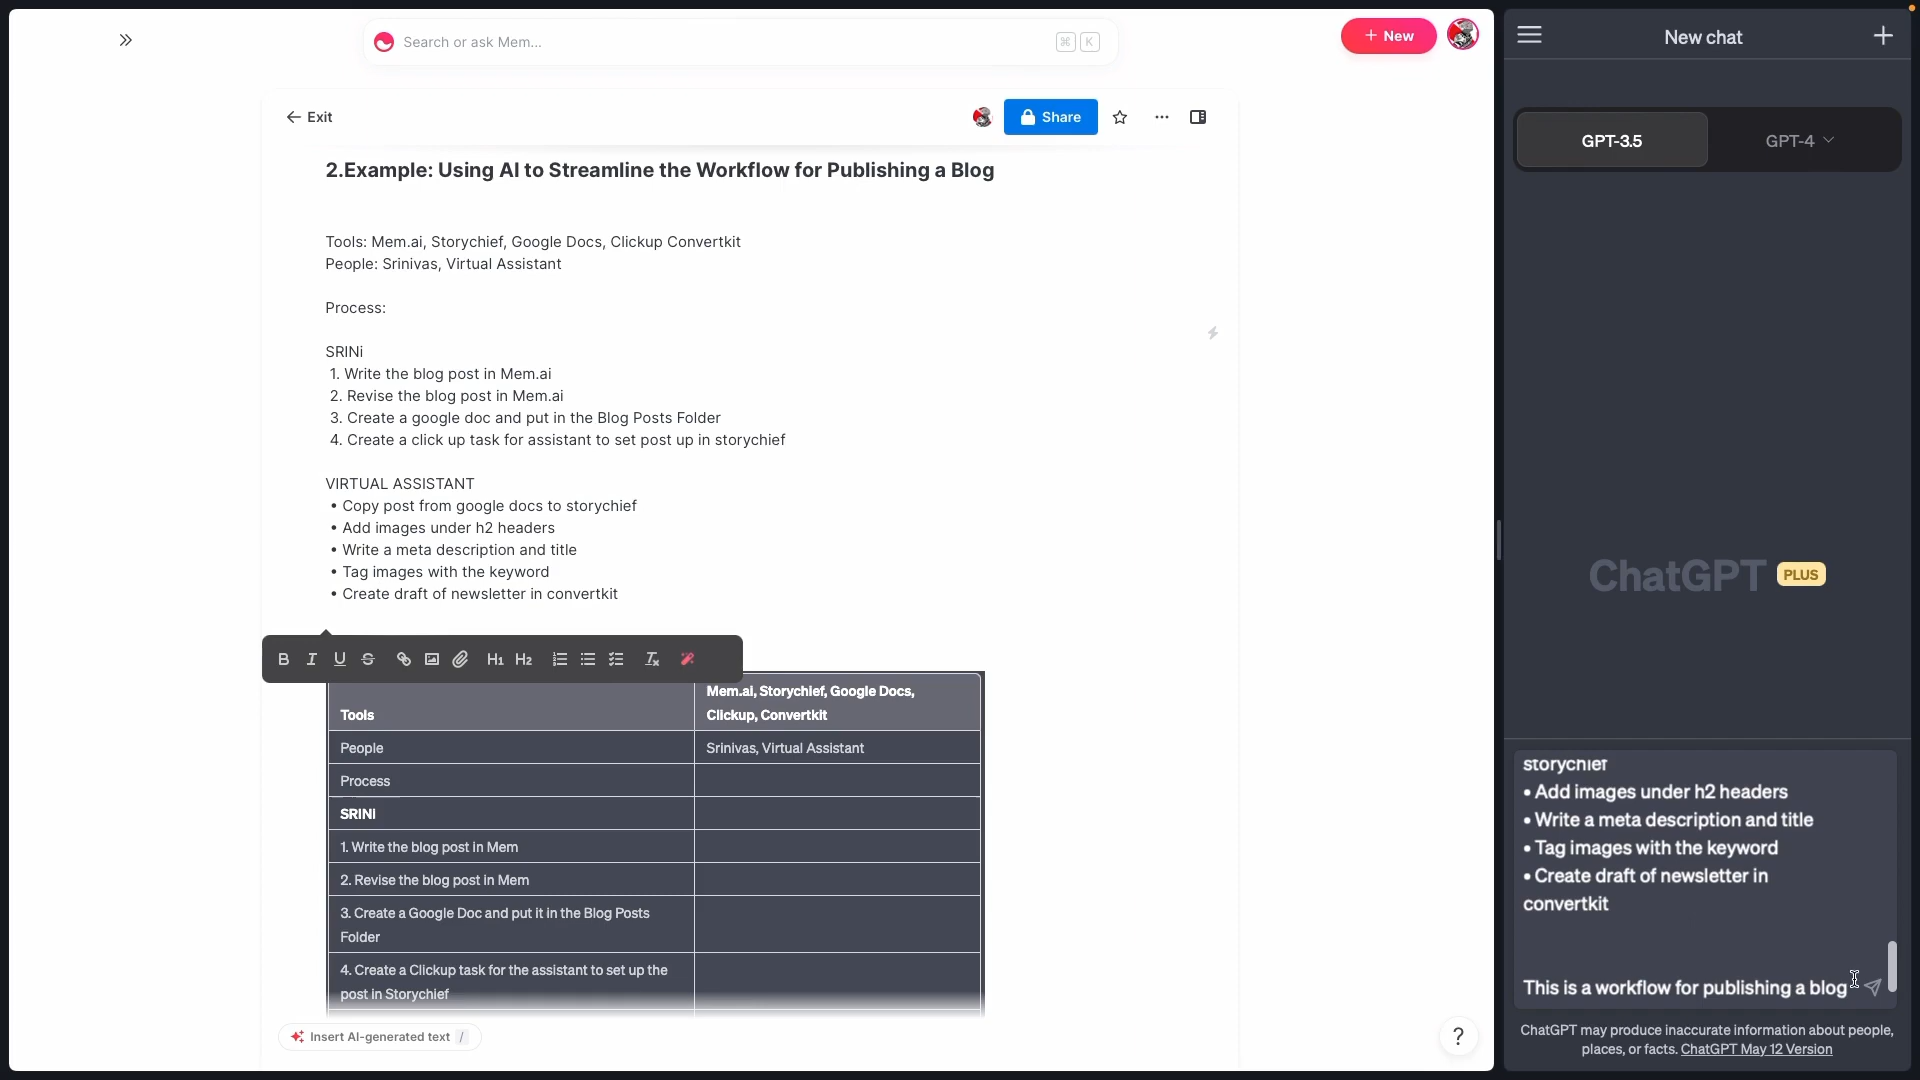 Search or ask Mem...
⌘ K
+ New
Exit
Share
2.Example: Using AI to Streamline the Workflow for Publishing a Blog
Tools: Mem.ai, Storychief, Google Docs, Clickup Convertkit
People: Srinivas, Virtual Assistant
Process:
SRINi
1. Write the blog post in Mem.ai
2. Revise the blog post in Mem.ai
3. Create a google doc and put in the Blog Posts Folder
4. Create a click up task for assistant to set post up in storychief
VIRTUAL ASSISTANT
• Copy post from google docs to storychief
• Add images under h2 headers
• Write a meta description and title
• Tag images with the keyword
• Create draft of newsletter in convertkit
B I U S H1 H2
Mem.ai, Storychief, Google Docs,
Clickup, Convertkit
Tools
People
Srinivas, Virtual Assistant
Process
SRINI
1. Write the blog post in Mem
2. Revise the blog post in Mem
3. Create a Google Doc and put it in the Blog Posts
Folder
4. Create a Clickup task for the assistant to set up the
post in Storychief
Insert AI-generated text /
?
New chat
GPT-3.5
GPT-4
ChatGPT PLUS
storychief
• Add images under h2 headers
• Write a meta description and title
• Tag images with the keyword
• Create draft of newsletter in
convertkit
This is a workflow for publishing a blog
ChatGPT may produce inaccurate information about people,
places, or facts. ChatGPT May 12 Version